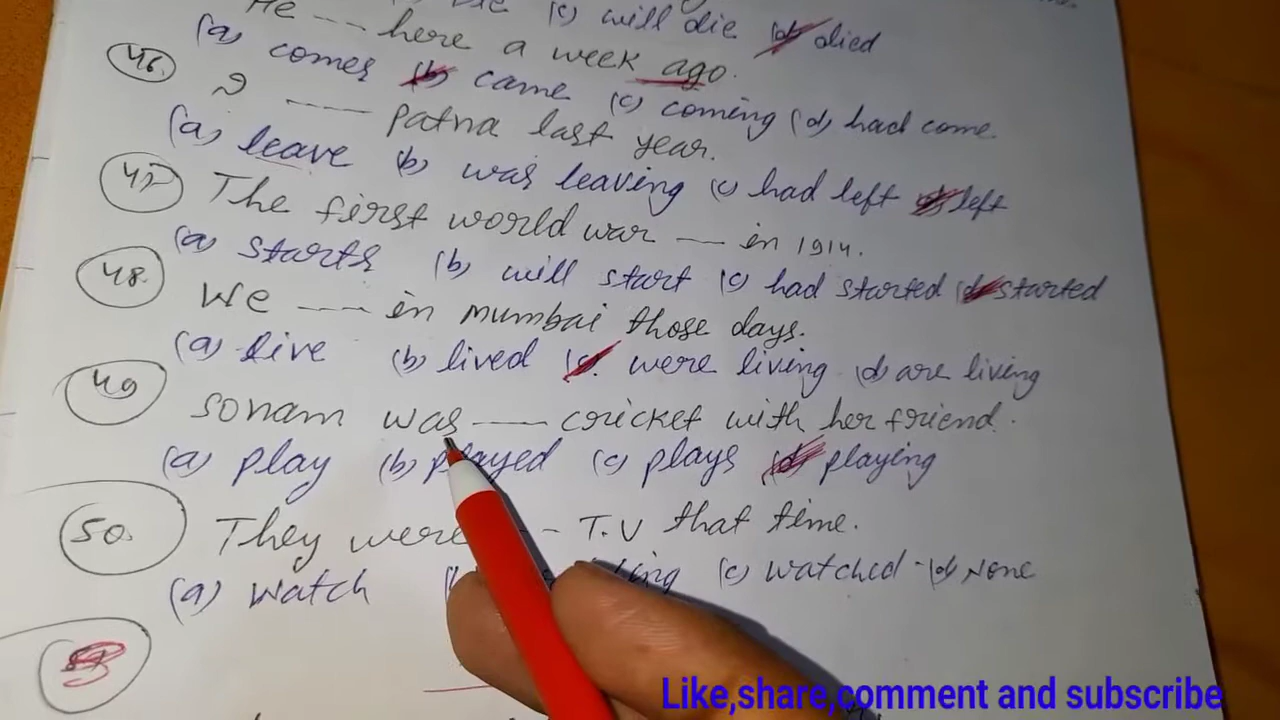 (c) will die (d) died
He --- here a week ago.
(a) comes (b) came (c) coming (d) had come.
46. I ---- Patna last year.
(a) leave (b) was leaving (c) had left (d) left
47. The first world war --- in 1914.
(a) starts (b) will start (c) had started (d) started
48. We ---- in mumbai those days.
(a) live (b) lived (c) were living (d) are living
49 Sonam was ---- cricket with her friend.
(a) play (b) played (c) plays (d) playing
50. They were -- T.V that time.
(a) watch (c) watched (d) None
Like,share,comment and subscribe